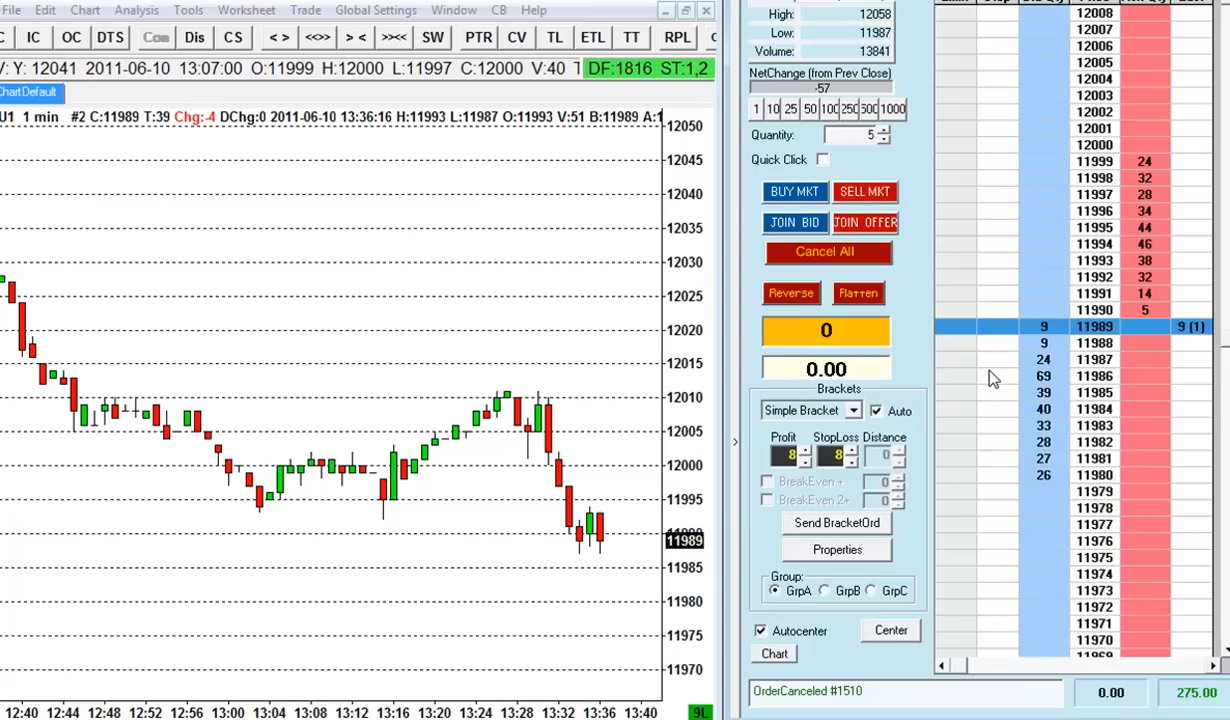 File Edit Chart Analysis Tools Worksheet Trade Global Settings Window CB Help
C IC OC DTS Com Dis CS < > <<>> > < >><< SW PTR CV TL ETL TT RPL
V: Y: 12041 2011-06-10 13:07:00 O:11999 H:12000 L:11997 C:12000 V:40 T DF:1816 ST:1,2
ChartDefault
U1 1 min #2 C:11989 T:39 Chg:-4 DChg:0 2011-06-10 13:36:16 H:11993 L:11987 O:11993 V:51 B:11989 A:1
12050
12045
12040
12035
12030
12025
12020
12015
12010
12005
12000
11995
11990
11989
11985
11980
11975
11970
12:40 12:44 12:48 12:52 12:56 13:00 13:04 13:08 13:12 13:16 13:20 13:24 13:28 13:32 13:36 13:40 9L
High: 12058
Low: 11987
Volume: 13841
NetChange (from Prev Close)
-57
1 10 25 50 100 250 500 1000
Quantity: 5
Quick Click
BUY MKT SELL MKT
JOIN BID JOIN OFFER
Cancel All
Reverse Flatten
0
0.00
Brackets
Simple Bracket Auto
Profit StopLoss Distance
8 8 0
BreakEven + 0
BreakEven 2+ 0
Send BracketOrd
Properties
Group:
GrpA GrpB GrpC
Autocenter Center
Chart
OrderCanceled #1510 0.00 275.00
12008
12007
12006
12005
12004
12003
12002
12001
12000
11999 24
11998 32
11997 28
11996 34
11995 44
11994 46
11993 38
11992 32
11991 14
11990 5
9 11989 9 (1)
9 11988
24 11987
69 11986
39 11985
40 11984
33 11983
28 11982
27 11981
26 11980
11979
11978
11977
11976
11975
11974
11973
11972
11971
11970
11969